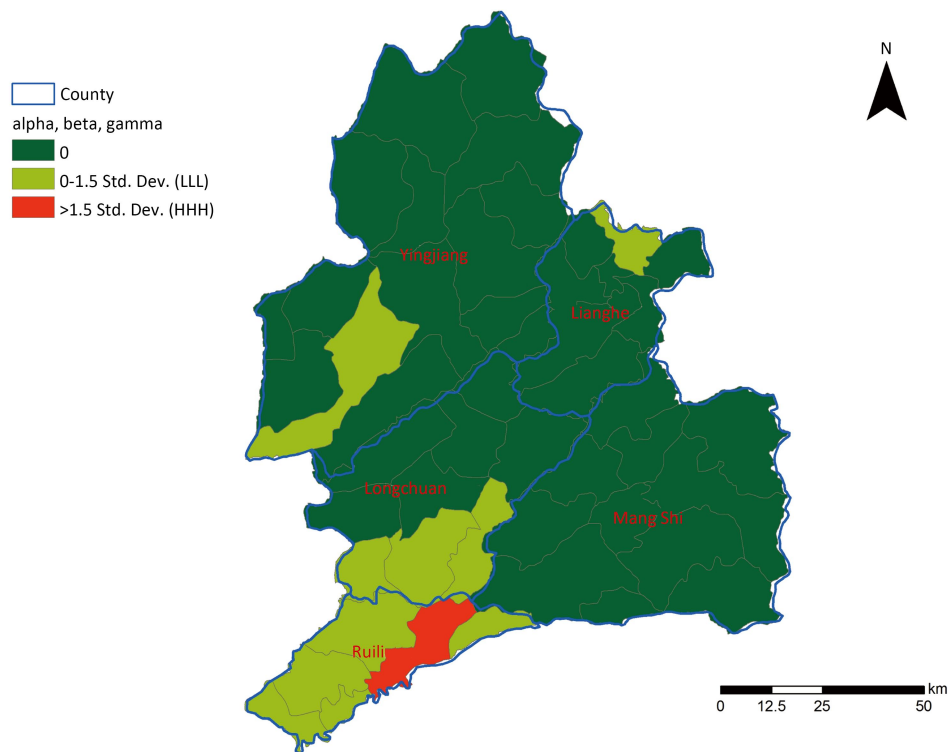 N
County
alpha, beta, gamma
0
0-1.5 Std. Dev. (LLL)
>1.5 Std. Dev. (HHH)
Yingjiang
Lianghe
Longchuan
Mang Shi
Ruili
km
0 12.5 25 50